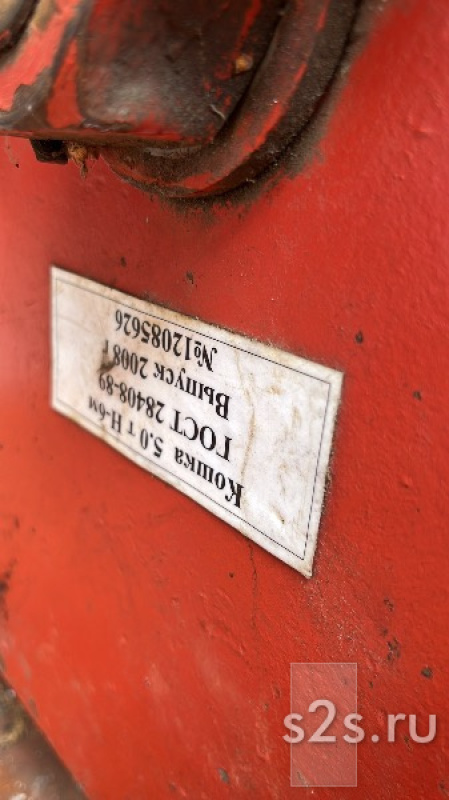 Кошка 5.0 т Н-6м
ГОСТ 28408-89
Выпуск 2008 г
№12085626
s2s.ru